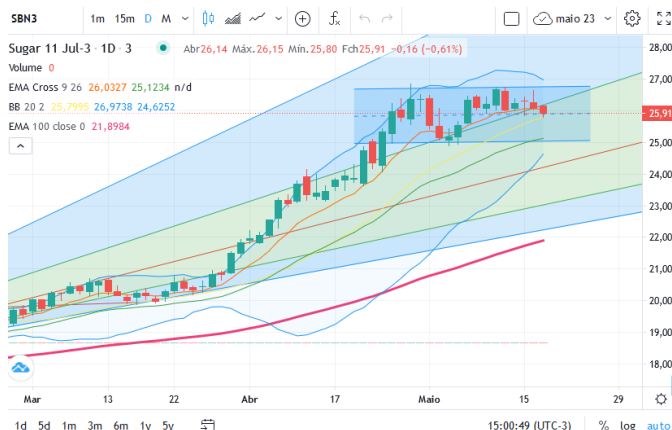 SBN3 1m 15m D M maio 23
Sugar 11 Jul-3 · 1D · 3 Abr26,14 Máx.26,15 Mín.25,80 Fch25,91 −0,16 (−0,61%)
Volume 0
EMA Cross 9 26 26,0327 25,1234 n/d
BB 20 2 25,7995 26,9738 24,6252
EMA 100 close 0 21,8984
28,00
27,00
25,91
25,00
24,00
23,00
22,00
21,00
20,00
19,00
18,00
Mar 13 22 Abr 17 Maio 15 29
1d 5d 1m 3m 6m 1y 5y 15:00:49 (UTC-3) % log auto